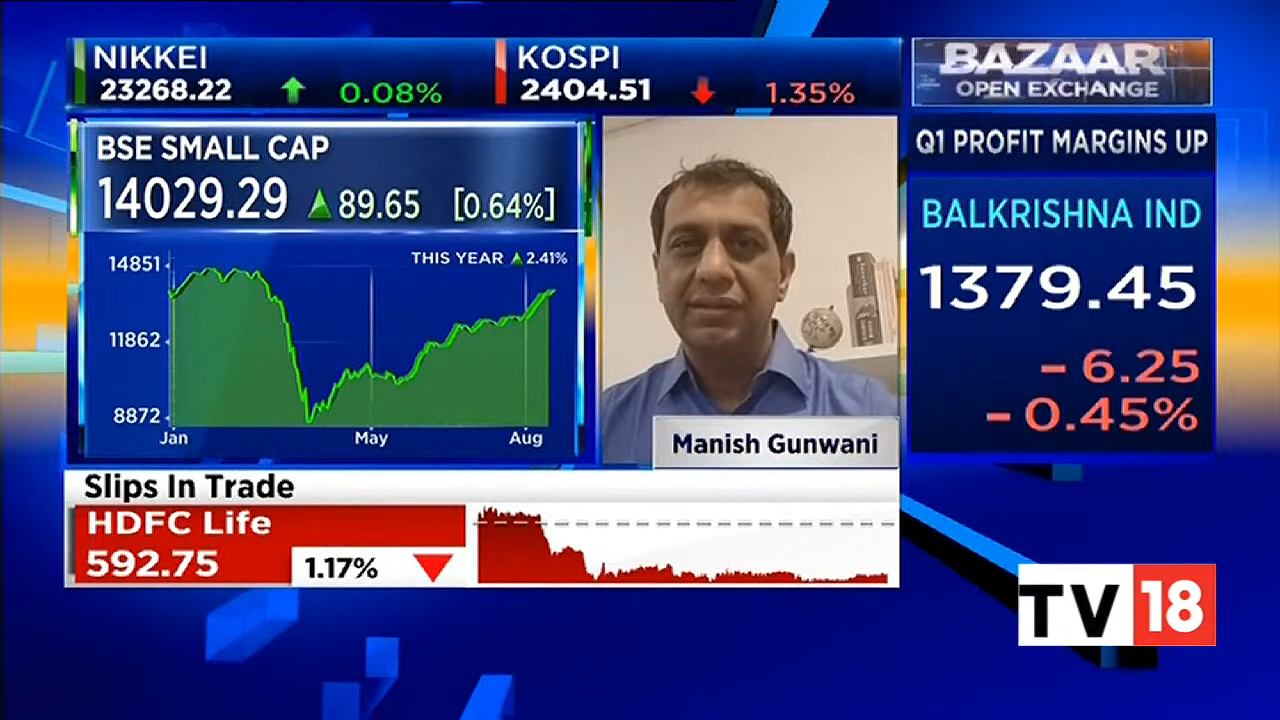 NIKKEI
23268.22 0.08%
KOSPI
2404.51 1.35%
BAZAAR
OPEN EXCHANGE
BSE SMALL CAP
14029.29 89.65 [0.64%]
THIS YEAR 2.41%
14851
11862
8872
Jan May Aug
Manish Gunwani
Q1 PROFIT MARGINS UP
BALKRISHNA IND
1379.45
– 6.25
– 0.45%
Slips In Trade
HDFC Life
592.75 1.17%
TV 18